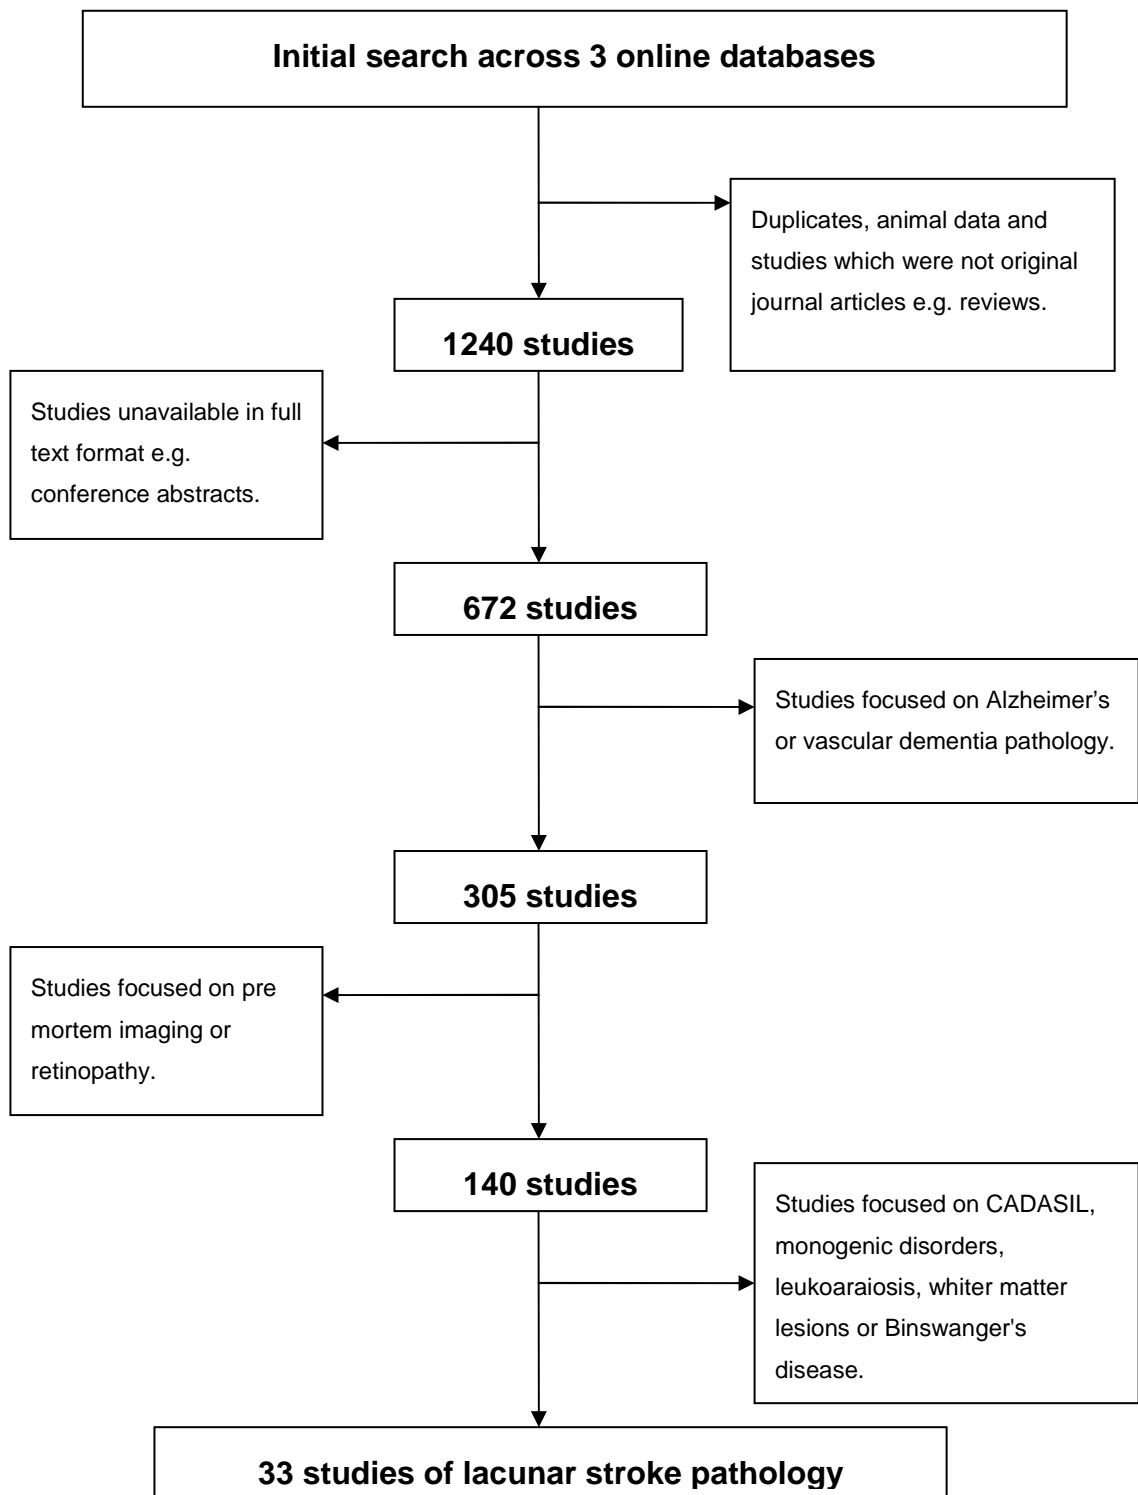 Initial search across 3 online databases
Duplicates, animal data and
studies which were not original
journal articles e.g. reviews.
1240 studies
Studies unavailable in full
text format e.g.
conference abstracts.
672 studies
Studies focused on Alzheimer’s
or vascular dementia pathology.
305 studies
Studies focused on pre
mortem imaging or
retinopathy.
140 studies
Studies focused on CADASIL,
monogenic disorders,
leukoaraiosis, whiter matter
lesions or Binswanger's
disease.
33 studies of lacunar stroke pathology